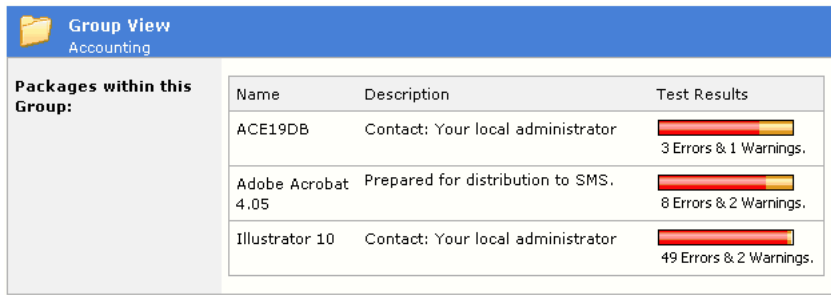 Group View
Accounting
Packages within this
Group:
Name Description Test Results
ACE19DB Contact: Your local administrator
3 Errors & 1 Warnings.
Adobe Acrobat Prepared for distribution to SMS.
4.05
8 Errors & 2 Warnings.
Illustrator 10 Contact: Your local administrator
49 Errors & 2 Warnings.